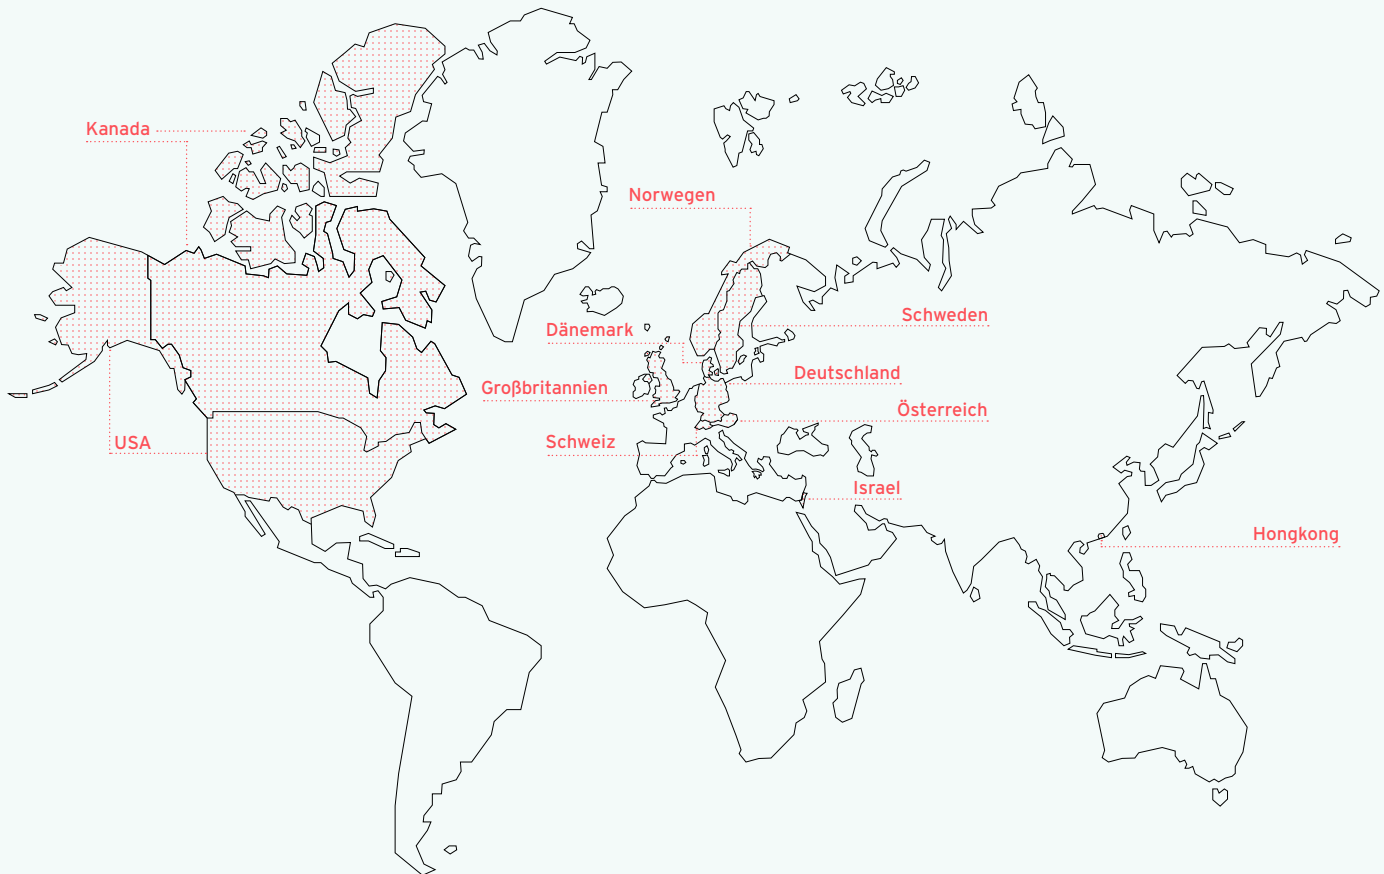 Kanada
Norwegen
Schweden
Dänemark
Deutschland
Großbritannien
Österreich
USA
Schweiz
Israel
Hongkong